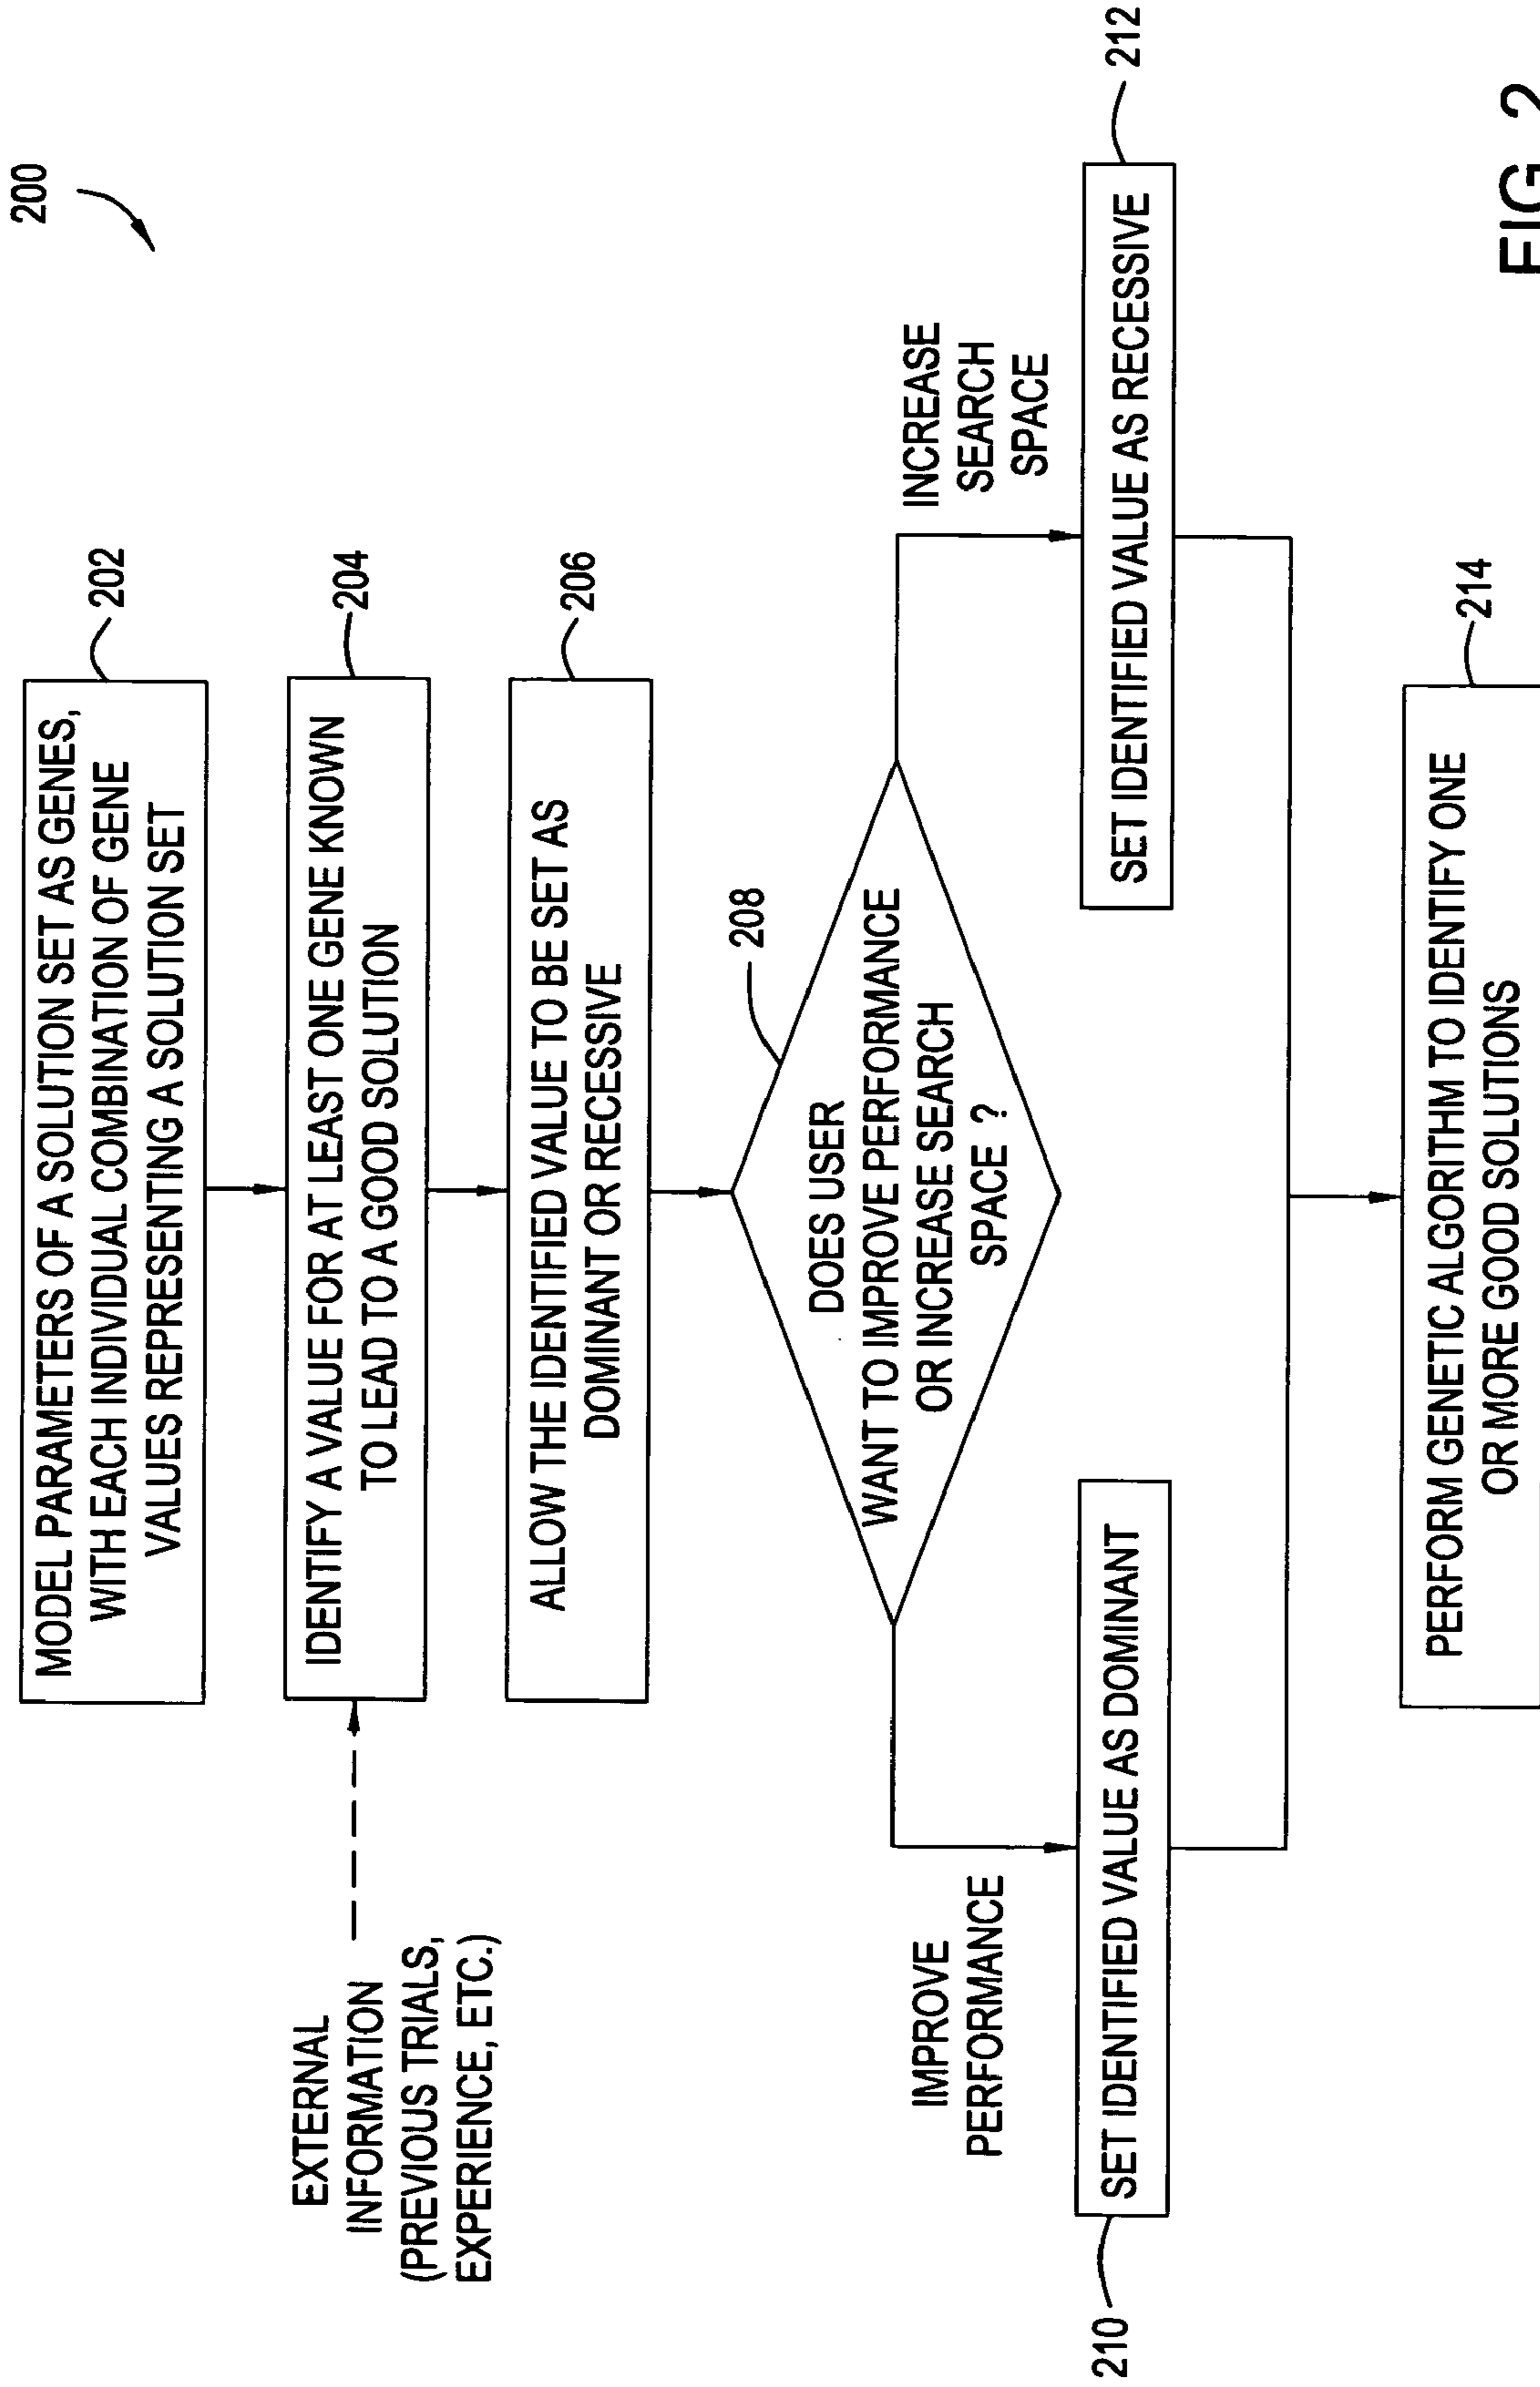 200
MODEL PARAMETERS OF A SOLUTION SET AS GENES,
WITH EACH INDIVIDUAL COMBINATION OF GENE
VALUES REPRESENTING A SOLUTION SET
202
EXTERNAL
INFORMATION
(PREVIOUS TRIALS,
EXPERIENCE, ETC.)
IDENTIFY A VALUE FOR AT LEAST ONE GENE KNOWN
TO LEAD TO A GOOD SOLUTION
204
ALLOW THE IDENTIFIED VALUE TO BE SET AS
DOMINANT OR RECESSIVE
206
208
DOES USER
WANT TO IMPROVE PERFORMANCE
OR INCREASE SEARCH
SPACE ?
IMPROVE
PERFORMANCE
INCREASE
SEARCH
SPACE
210
SET IDENTIFIED VALUE AS DOMINANT
SET IDENTIFIED VALUE AS RECESSIVE
212
PERFORM GENETIC ALGORITHM TO IDENTIFY ONE
OR MORE GOOD SOLUTIONS
214
FIG. 2